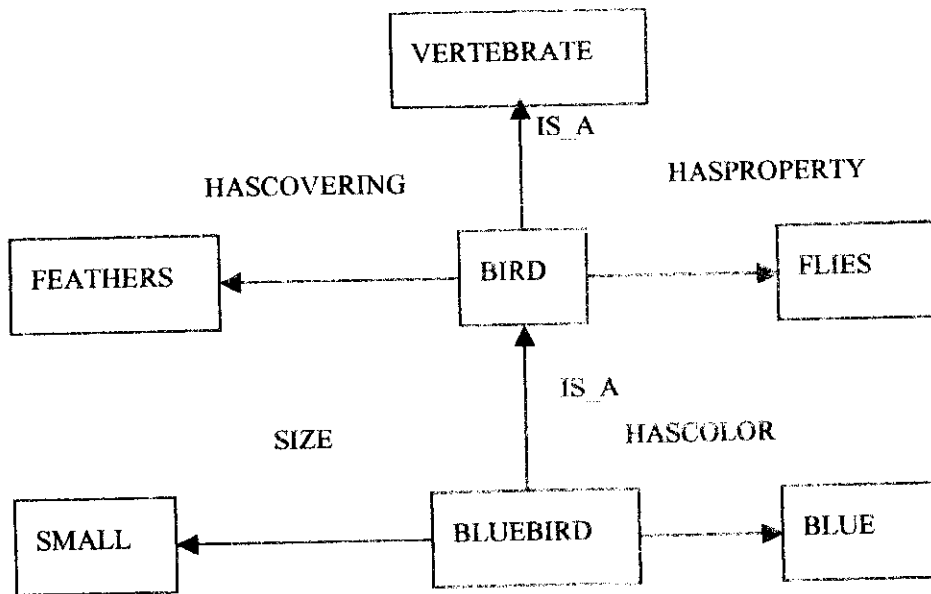 VERTEBRATE
IS_A
HASCOVERING
HASPROPERTY
FEATHERS
BIRD
FLIES
IS_A
SIZE
HASCOLOR
SMALL
BLUEBIRD
BLUE